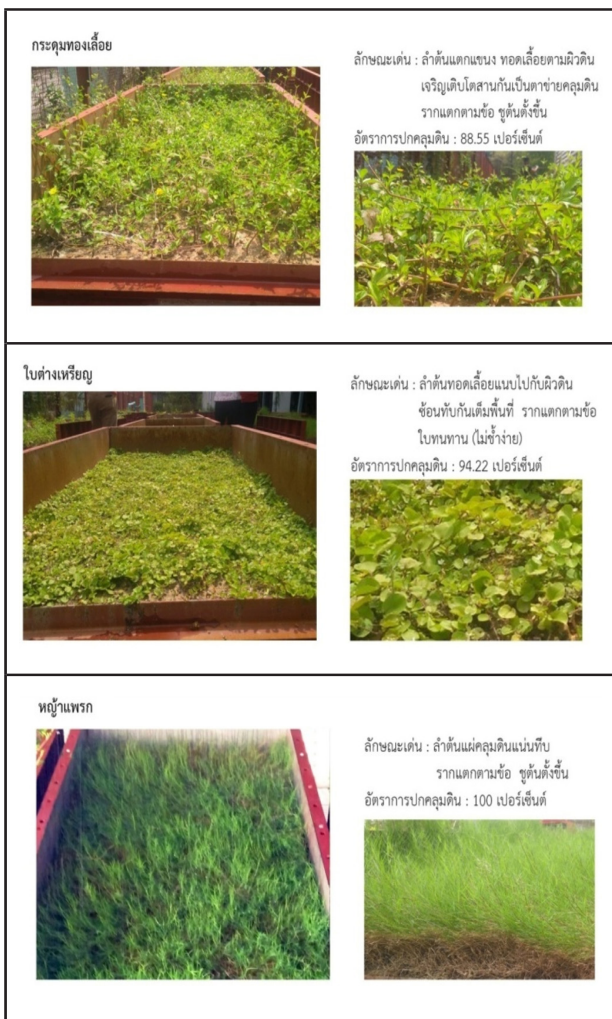 กระดุมทองเลื้อย
ลักษณะเด่น : ลำต้นแตกแขนง ทอดเลื้อยตามผิวดิน
เจริญเติบโตสานกันเป็นตาข่ายคลุมดิน
รากแตกตามข้อ ชูต้นตั้งขึ้น
อัตราการปกคลุมดิน : 88.55 เปอร์เซ็นต์
ใบต่างเหรียญ
ลักษณะเด่น : ลำต้นทอดเลื้อยแนบไปกับผิวดิน
ซ้อนทับกันเต็มพื้นที่ รากแตกตามข้อ
ใบทนทาน (ไม่ช้ำง่าย)
อัตราการปกคลุมดิน : 94.22 เปอร์เซ็นต์
หญ้าแพรก
ลักษณะเด่น : ลำต้นแผ่คลุมดินแน่นทึบ
รากแตกตามข้อ ชูต้นตั้งขึ้น
อัตราการปกคลุมดิน : 100 เปอร์เซ็นต์